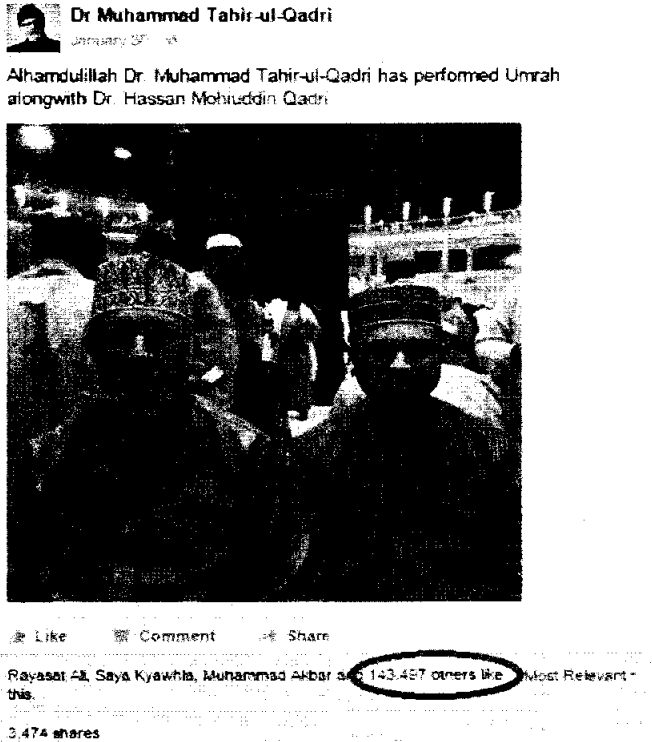 Dr Muhammad Tahir-ul-Qadri
January
Alhamdulillah Dr. Muhammad Tahir-ul-Qadri has performed Umrah
alongwith Dr. Hassan Mohiuddin Qadri
Like Comment Share
Rayasat Ali, Saya Kyawhla, Muhammad Akbar and 143,497 others like Most Relevant
this.
3,474 shares